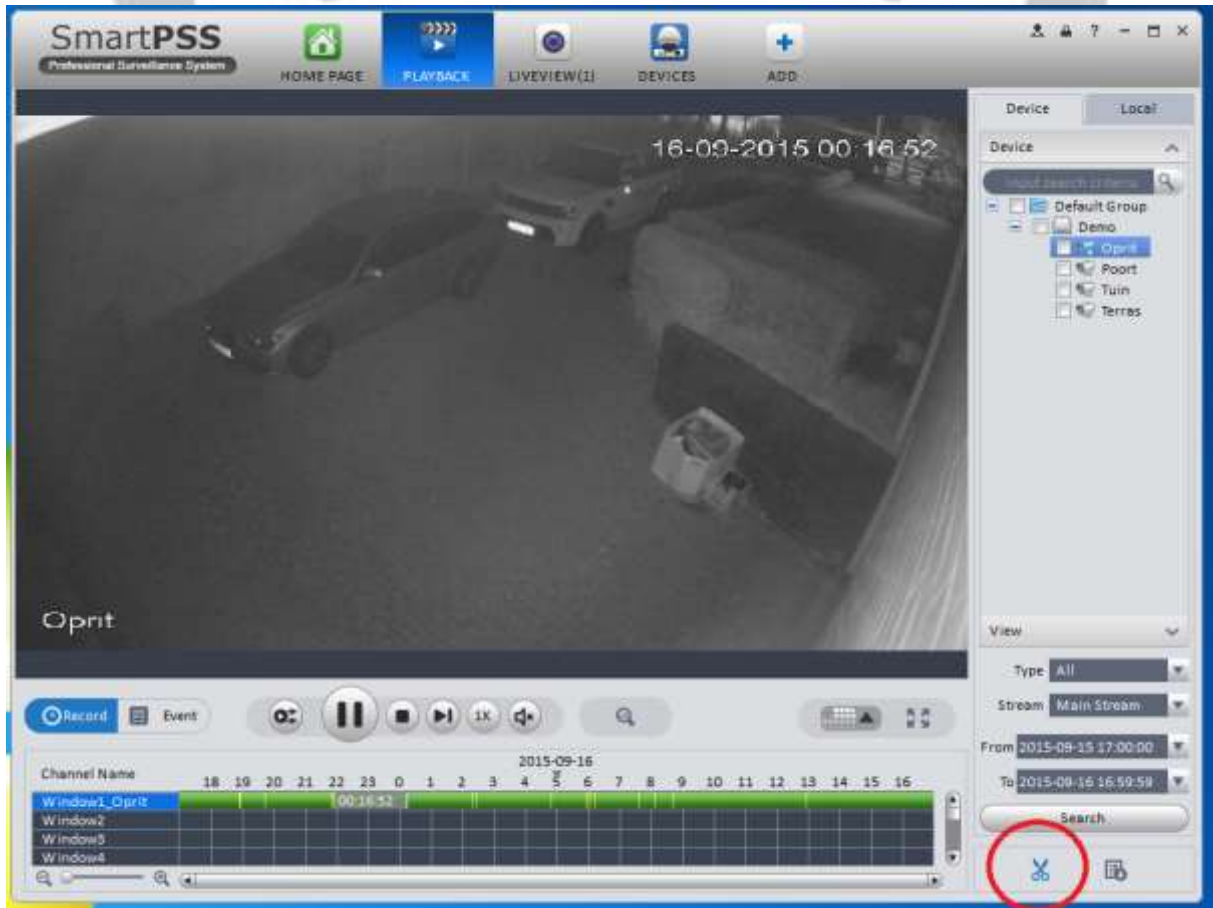 SmartPSS
Professional Surveillance System
HOME PAGE
PLAYBACK
LIVEVIEW(1)
DEVICES
ADD
16-09-2015 00:16:52
Oprit
Device
Local
Device
Input search criteria
Default Group
Demo
Oprit
Poort
Tuin
Terras
View
Type All
Stream Main Stream
From 2015-09-15 17:00:00
To 2015-09-16 16:59:59
Search
Record
Event
1X
2015-09-16
Channel Name
18 19 20 21 22 23 0 1 2 3 4 5 6 7 8 9 10 11 12 13 14 15 16
Window1_Oprit
00:16:52
Window2
Window3
Window4